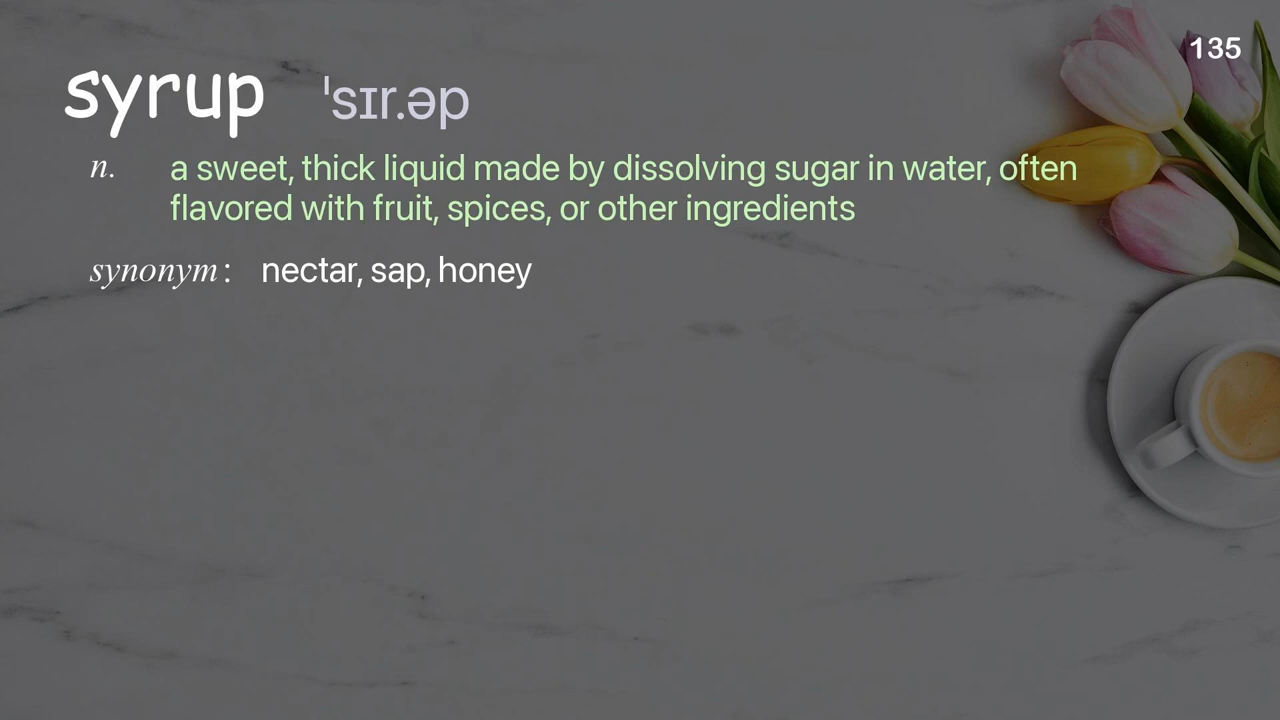 135
syrup ˈsɪr.əp
n. a sweet, thick liquid made by dissolving sugar in water, often
flavored with fruit, spices, or other ingredients
synonym: nectar, sap, honey